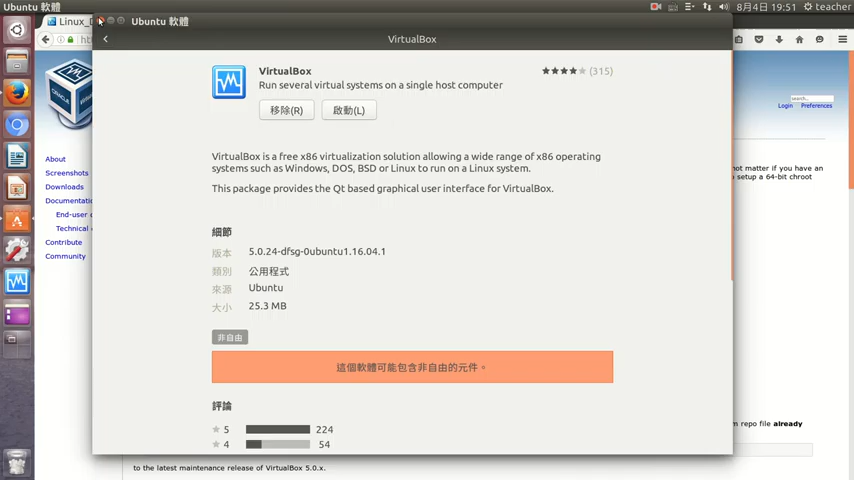 Ubuntu 軟體
8月4日 19:51 teacher
Linux_D
Ubuntu 軟體
VirtualBox
search...
Login Preferences
VirtualBox
Run several virtual systems on a single host computer
(315)
移除(R) 啟動(L)
About
Screenshots
Downloads
Documentatio
End-user d
Technical
Contribute
Community
VirtualBox is a free x86 virtualization solution allowing a wide range of x86 operating
systems such as Windows, DOS, BSD or Linux to run on a Linux system.
This package provides the Qt based graphical user interface for VirtualBox.
not matter if you have an
setup a 64-bit chroot
細節
版本 5.0.24-dfsg-0ubuntu1.16.04.1
類別 公用程式
來源 Ubuntu
大小 25.3 MB
非自由
這個軟體可能包含非自由的元件。
評論
5 224
4 54
m repo file already
to the latest maintenance release of VirtualBox 5.0.x.